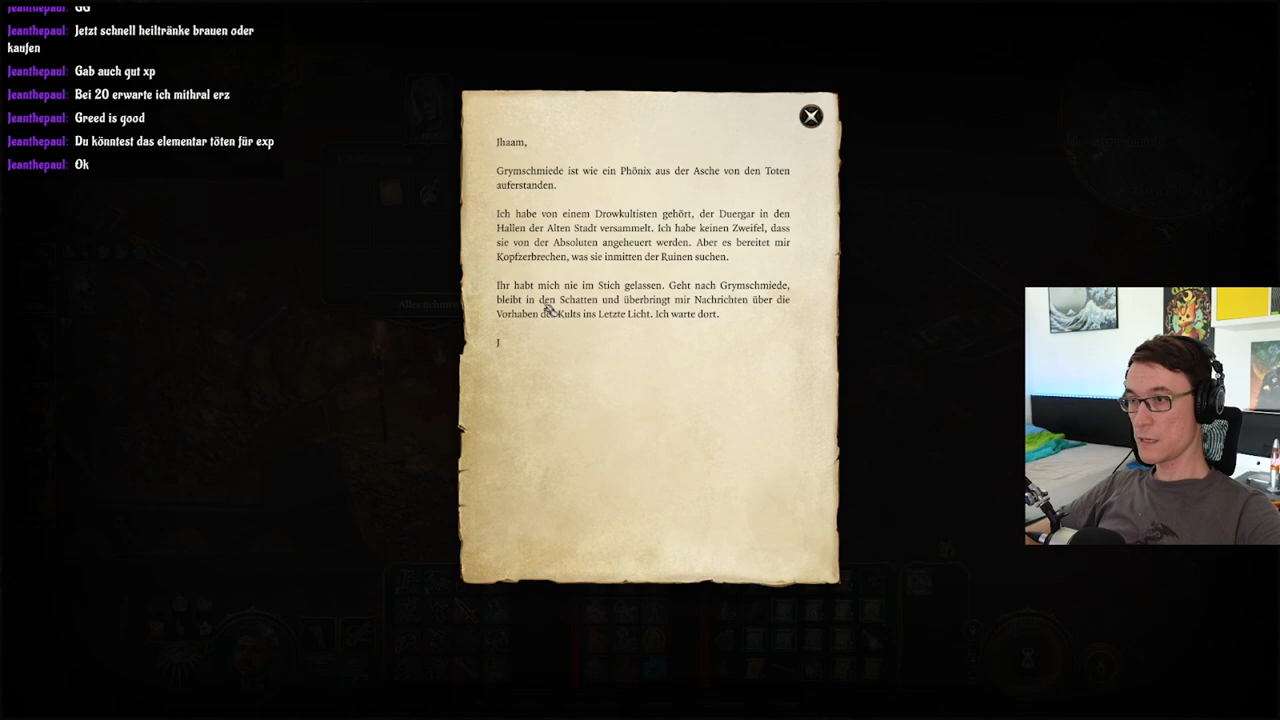 Jeanthepaul: GG
Jeanthepaul: Jetzt schnell heiltränke brauen oder
kaufen
Jeanthepaul: Gab auch gut xp
Jeanthepaul: Bei 20 erwarte ich mithral erz
Jeanthepaul: Greed is good
Jeanthepaul: Du könntest das elementar töten für exp
Jeanthepaul: Ok
Jhaam,
Grymschmiede ist wie ein Phönix aus der Asche von den Toten
auferstanden.
Ich habe von einem Drowkultisten gehört, der Duergar in den
Hallen der Alten Stadt versammelt. Ich habe keinen Zweifel, dass
sie von der Absoluten angeheuert werden. Aber es bereitet mir
Kopfzerbrechen, was sie inmitten der Ruinen suchen.
Ihr habt mich nie im Stich gelassen. Geht nach Grymschmiede,
bleibt in den Schatten und überbringt mir Nachrichten über die
Vorhaben des Kults ins Letzte Licht. Ich warte dort.
J
Alles nehmen